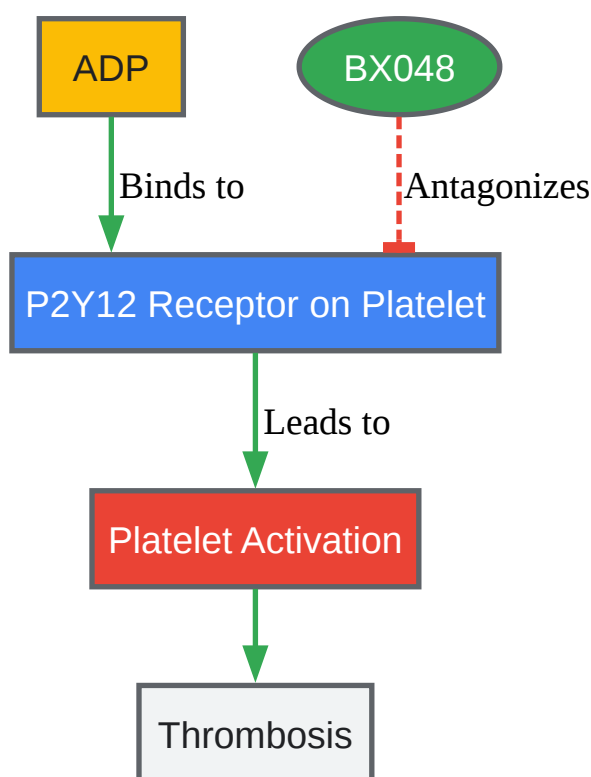 ADP
BX048
Binds to
Antagonizes
P2Y12 Receptor on Platelet
Leads to
Platelet Activation
Thrombosis